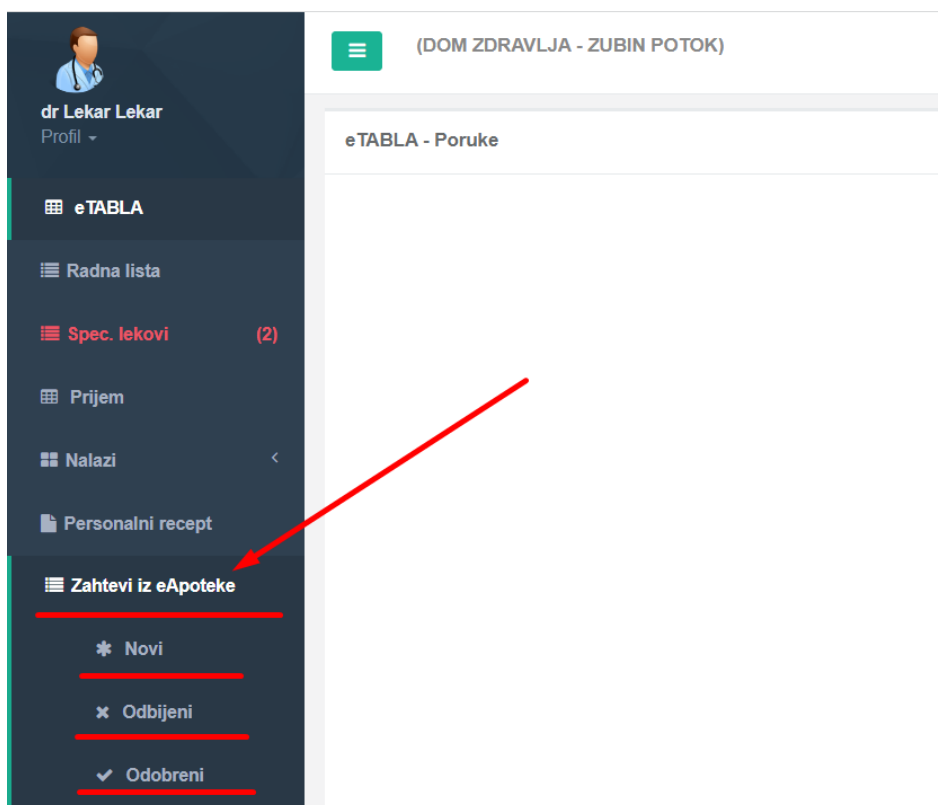 (DOM ZDRAVLJA - ZUBIN POTOK)
dr Lekar Lekar
Profil
eTABLA - Poruke
eTABLA
Radna lista
Spec. lekovi (2)
Prijem
Nalazi
Personalni recept
Zahtevi iz eApoteke
Novi
Odbijeni
Odobreni